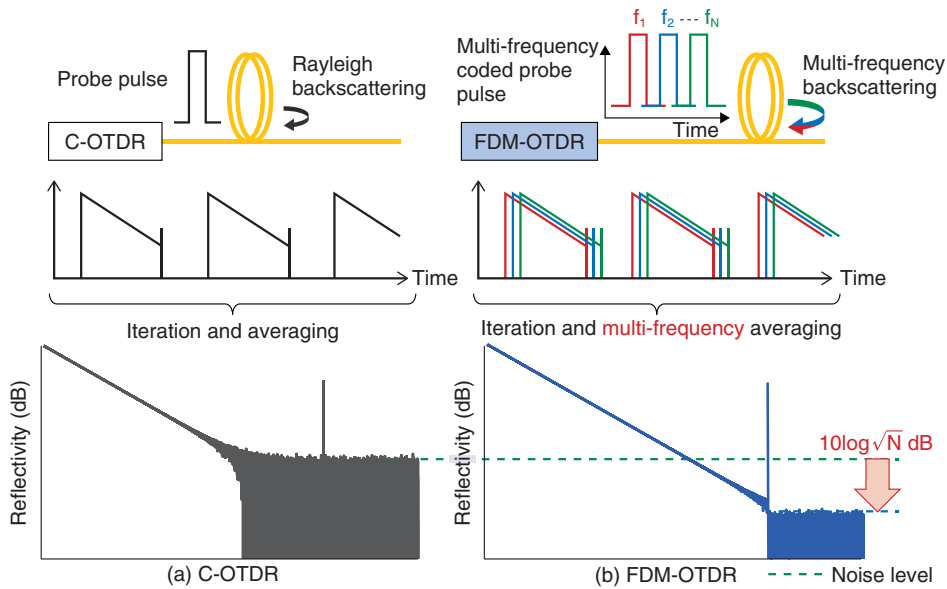 Probe pulse
Rayleigh
backscattering
C-OTDR
Time
Iteration and averaging
Reflectivity (dB)
(a) C-OTDR
Multi-frequency
coded probe
pulse
f1 f2 ---- fN
Time
Multi-frequency
backscattering
FDM-OTDR
Time
Iteration and multi-frequency averaging
Reflectivity (dB)
10log √N dB
(b) FDM-OTDR
Noise level